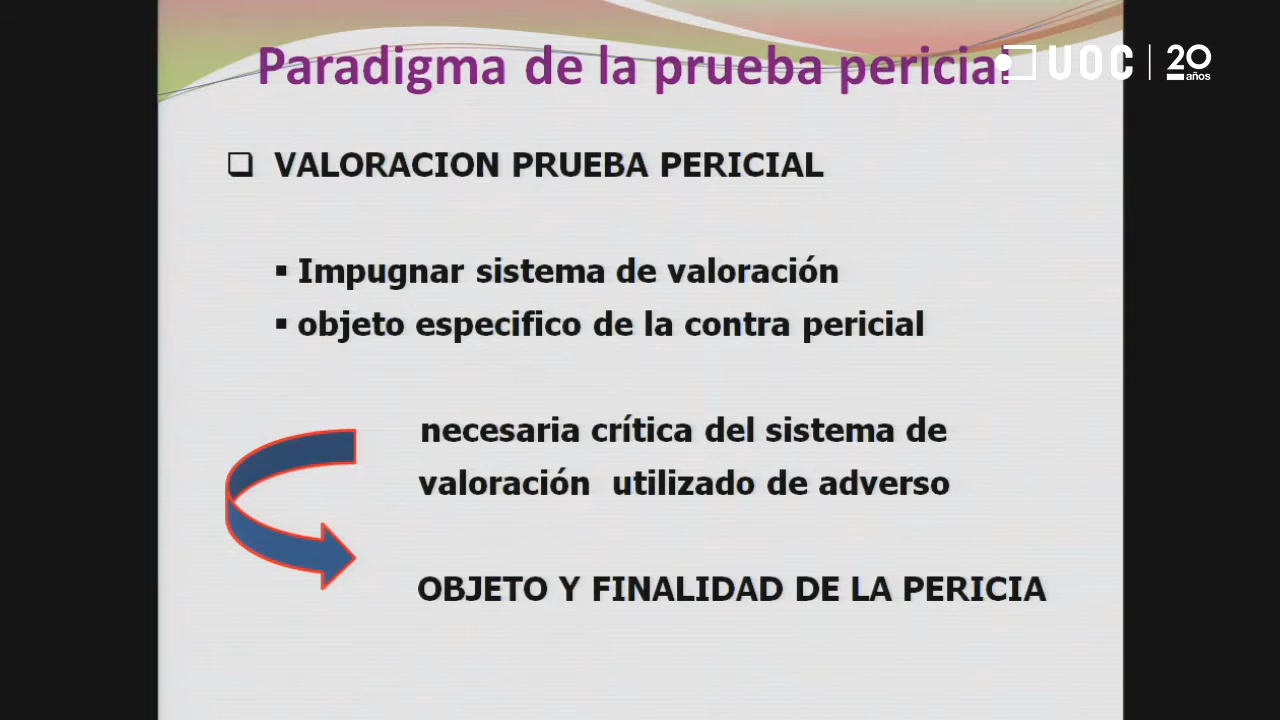 Paradigma de la prueba pericial
UOC 20 años
VALORACION PRUEBA PERICIAL
Impugnar sistema de valoración
objeto especifico de la contra pericial
necesaria crítica del sistema de
valoración utilizado de adverso
OBJETO Y FINALIDAD DE LA PERICIA